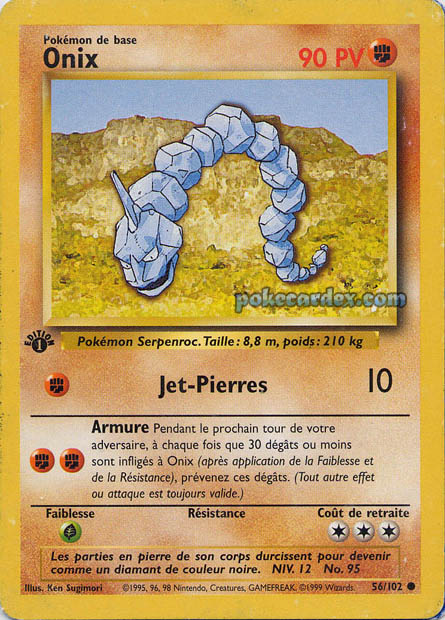 Pokémon de base
Onix
90 PV
pokecardex.com
EDITION
1
Pokémon Serpenroc. Taille: 8,8 m, poids: 210 kg
Jet-Pierres 10
Armure Pendant le prochain tour de votre
adversaire, à chaque fois que 30 dégâts ou moins
sont infligés à Onix (après application de la Faiblesse et
de la Résistance), prévenez ces dégâts. (Tout autre effet
ou attaque est toujours valide.)
Faiblesse Résistance Coût de retraite
Les parties en pierre de son corps durcissent pour devenir
comme un diamant de couleur noire. NIV. 12 No. 95
Illus. Ken Sugimori ©1995, 96, 98 Nintendo, Creatures, GAMEFREAK. ©1999 Wizards. 56/102